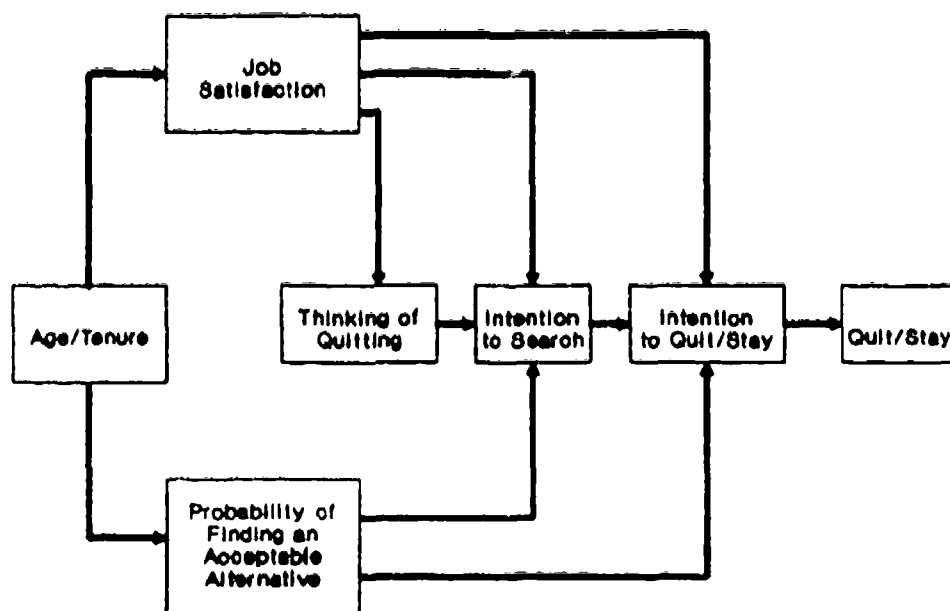 Job
Satisfaction
Age/Tenure
Thinking of
Quitting
Intention
to Search
Intention
to Quit/Stay
Quit/Stay
Probability of
Finding an
Acceptable
Alternative